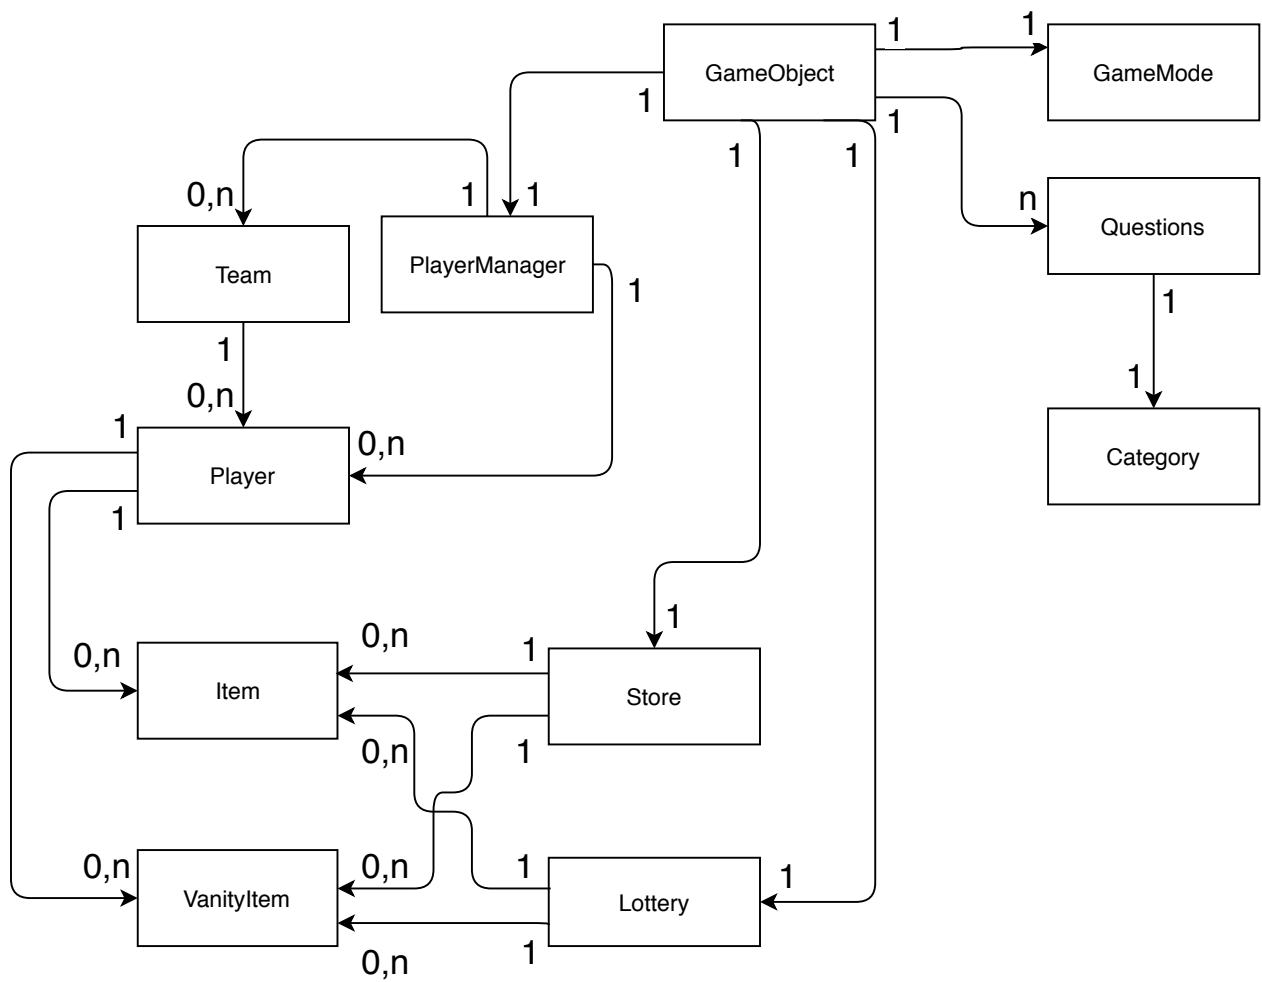 1
1
GameObject
GameMode
1
1
1
1
0,n
1
1
n
Questions
PlayerManager
Team
1
1
1
0,n
1
1
0,n
Category
Player
1
1
0,n
1
0,n
Item
Store
0,n
1
0,n
0,n
1
1
VanityItem
Lottery
1
0,n